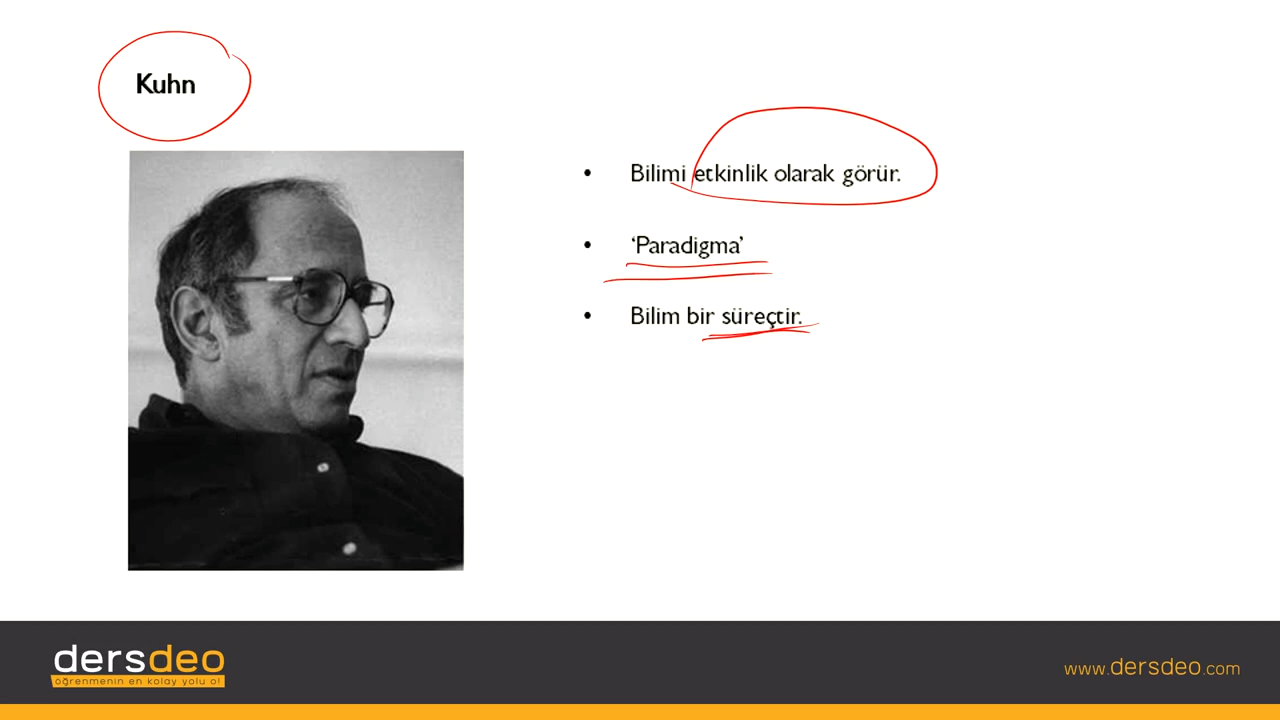 Kuhn
• Bilimi etkinlik olarak görür.
• ‘Paradigma’
• Bilim bir süreçtir.
dersdeo
öğrenmenin en kolay yolu o!
www.dersdeo.com